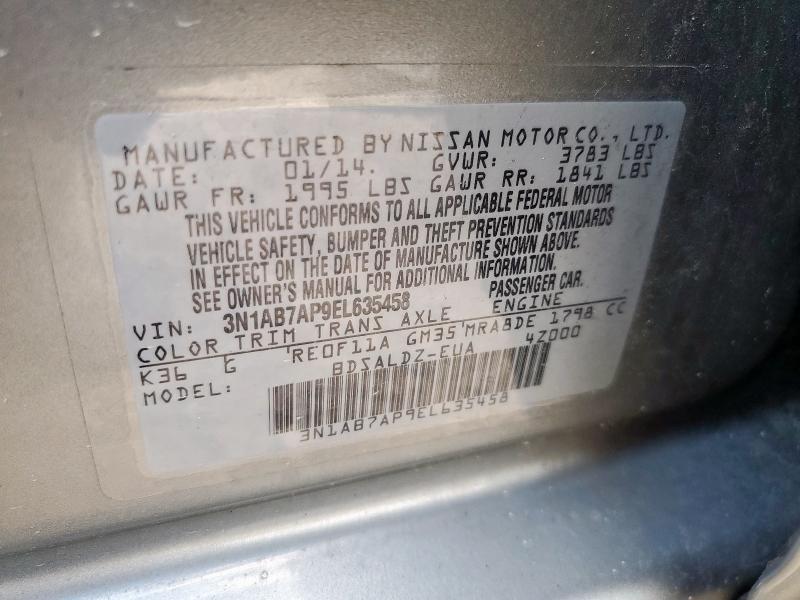 MANUFACTURED BY NISSAN MOTOR CO., LTD.
DATE: 01/14. GVWR: 3783 LBS
GAWR FR: 1995 LBS GAWR RR: 1841 LBS
THIS VEHICLE CONFORMS TO ALL APPLICABLE FEDERAL MOTOR
VEHICLE SAFETY, BUMPER AND THEFT PREVENTION STANDARDS
IN EFFECT ON THE DATE OF MANUFACTURE SHOWN ABOVE.
SEE OWNER'S MANUAL FOR ADDITIONAL INFORMATION.
VIN: 3N1AB7AP9EL635458 PASSENGER CAR.
COLOR TRIM TRANS AXLE ENGINE
K36 G RE0F11A GM35 MRA8DE 1798 CC
MODEL: BDSALDZ-EUA 4Z000
3N1AB7AP9EL635458